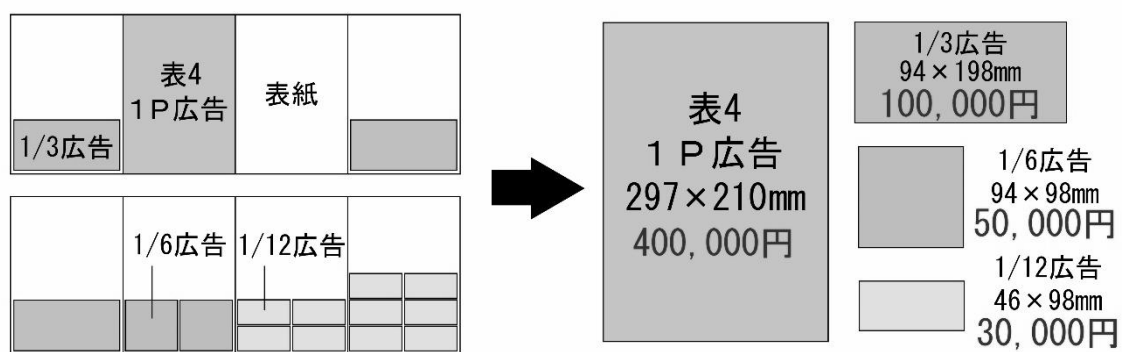 表4
1P広告
表紙
1/3広告
1/6広告
1/12広告
表4
1P広告
297×210mm
400,000円
1/3広告
94×198mm
100,000円
1/6広告
94×98mm
50,000円
1/12広告
46×98mm
30,000円